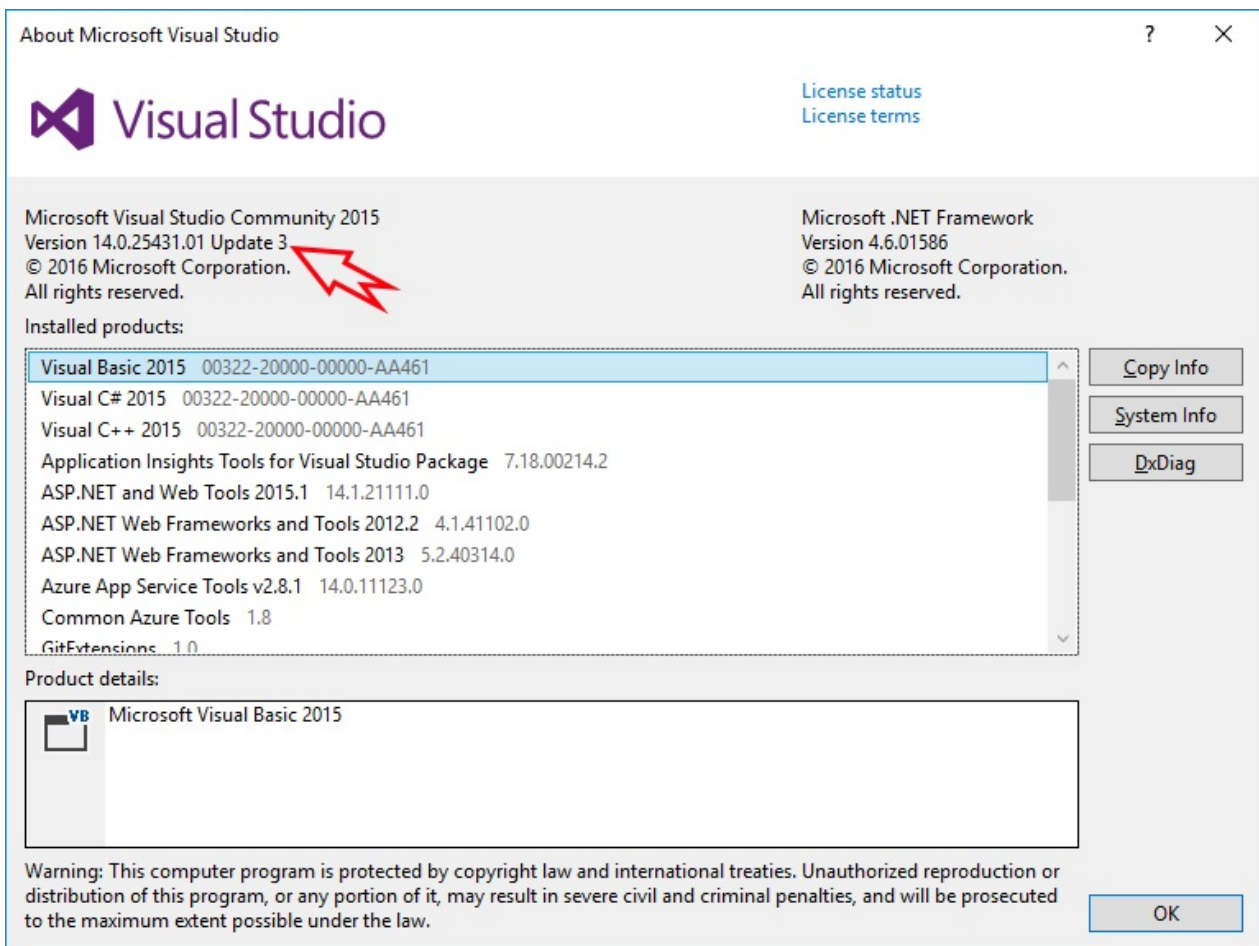 About Microsoft Visual Studio
?
Visual Studio
License status
License terms
Microsoft Visual Studio Community 2015
Version 14.0.25431.01 Update 3
© 2016 Microsoft Corporation.
All rights reserved.
Microsoft .NET Framework
Version 4.6.01586
© 2016 Microsoft Corporation.
All rights reserved.
Installed products:
Visual Basic 2015 00322-20000-00000-AA461
Visual C# 2015 00322-20000-00000-AA461
Visual C++ 2015 00322-20000-00000-AA461
Application Insights Tools for Visual Studio Package 7.18.00214.2
ASP.NET and Web Tools 2015.1 14.1.21111.0
ASP.NET Web Frameworks and Tools 2012.2 4.1.41102.0
ASP.NET Web Frameworks and Tools 2013 5.2.40314.0
Azure App Service Tools v2.8.1 14.0.11123.0
Common Azure Tools 1.8
GitExtensions 1.0
Copy Info
System Info
DxDiag
Product details:
VB
Microsoft Visual Basic 2015
Warning: This computer program is protected by copyright law and international treaties. Unauthorized reproduction or
distribution of this program, or any portion of it, may result in severe civil and criminal penalties, and will be prosecuted
to the maximum extent possible under the law.
OK